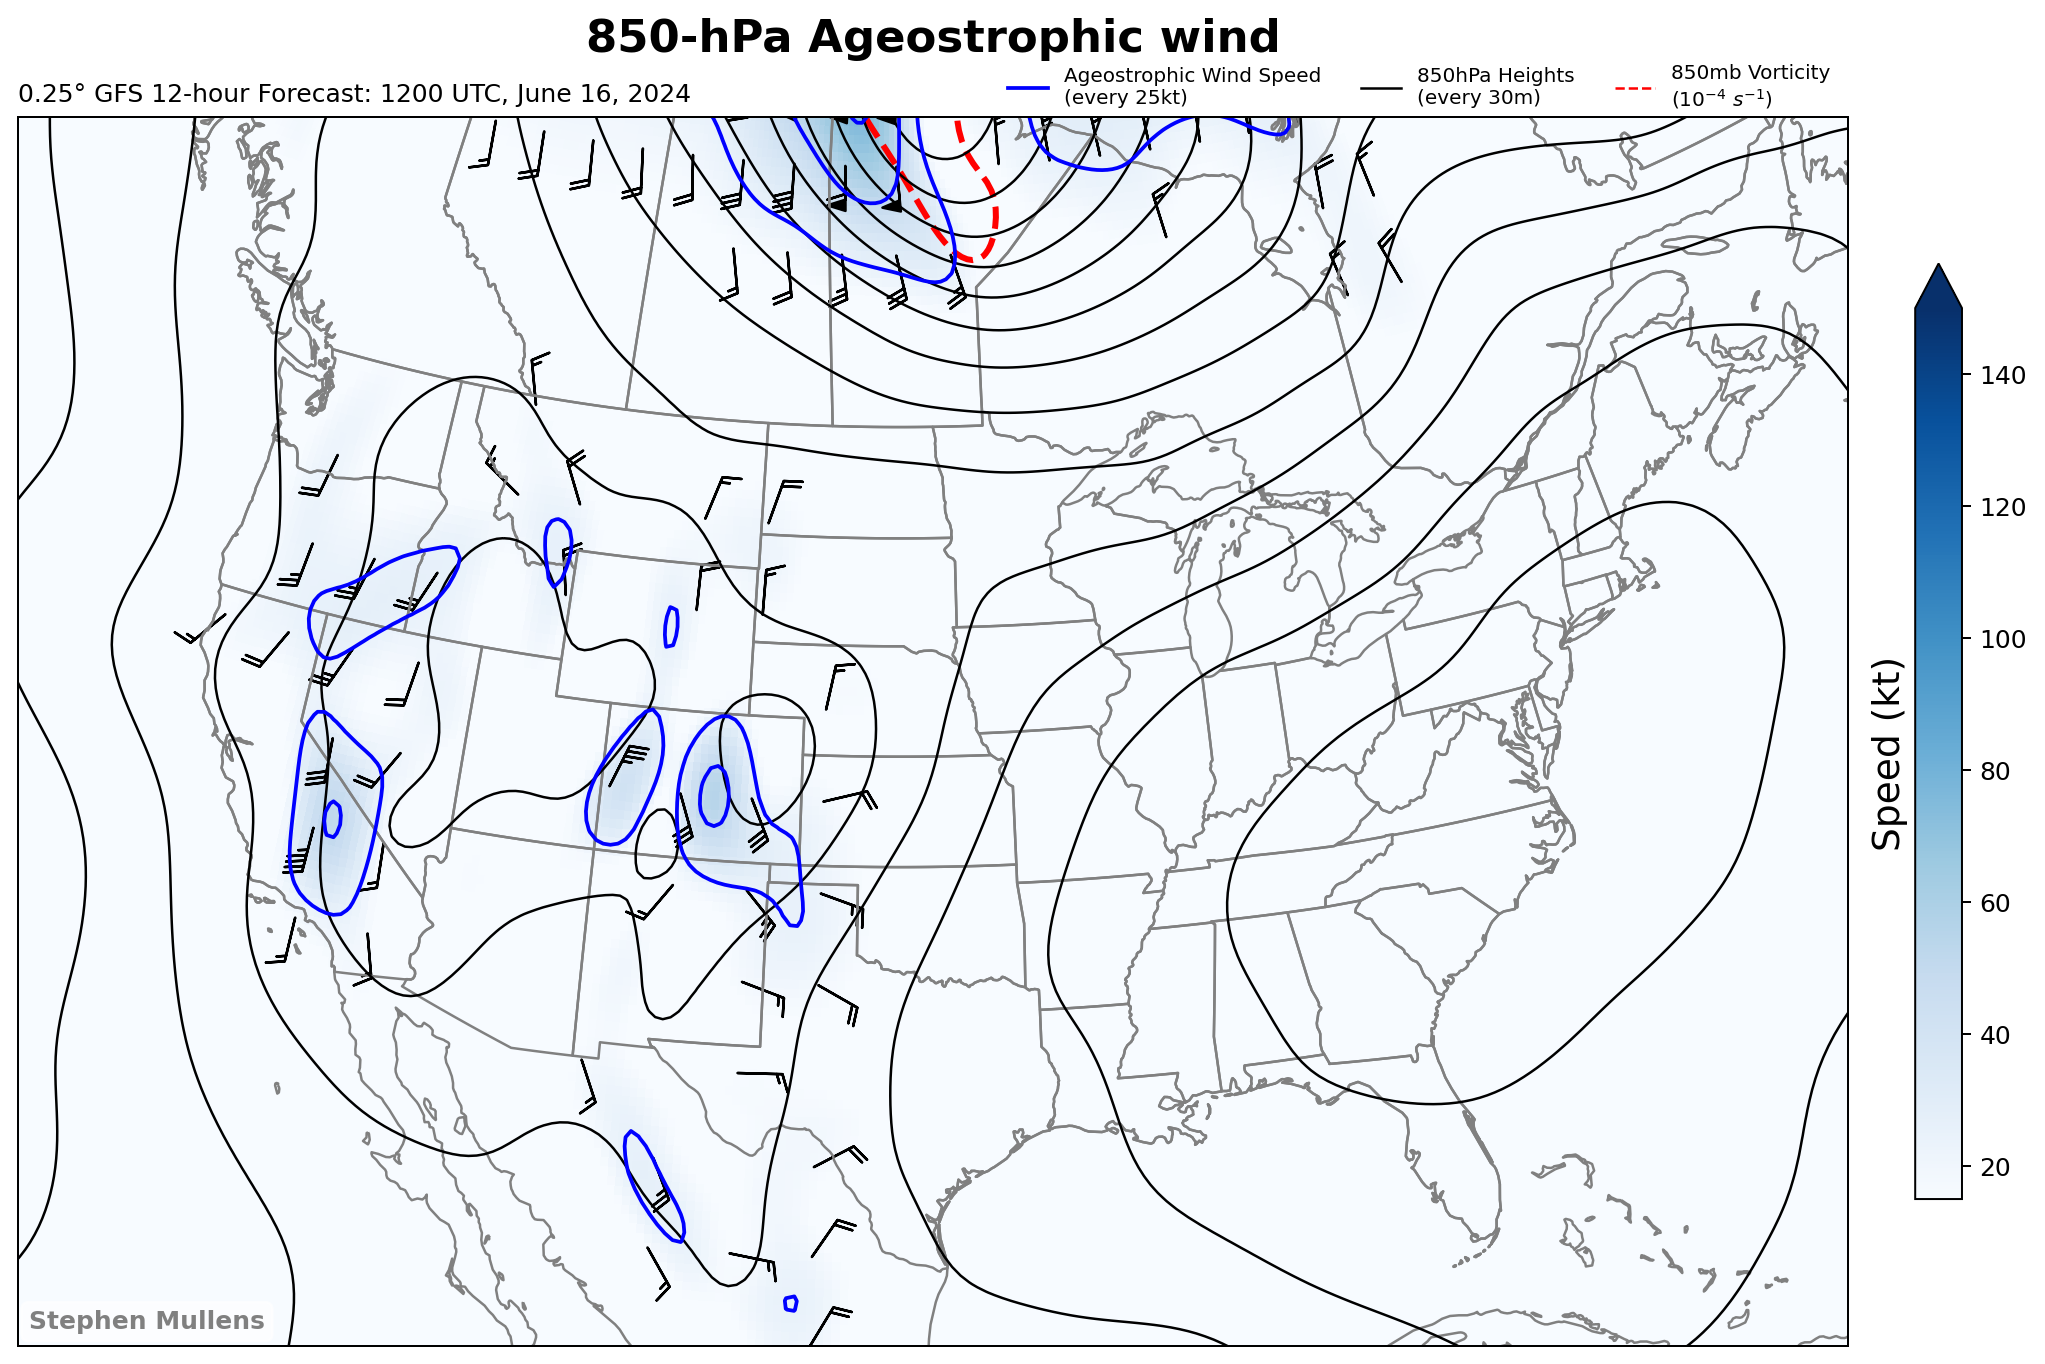 850-hPa Ageostrophic wind
0.25° GFS 12-hour Forecast: 1200 UTC, June 16, 2024
Ageostrophic Wind Speed
(every 25kt)
850hPa Heights
(every 30m)
850mb Vorticity
(10⁻⁴ s⁻¹)
140
120
100
80
60
40
20
Speed (kt)
Stephen Mullens